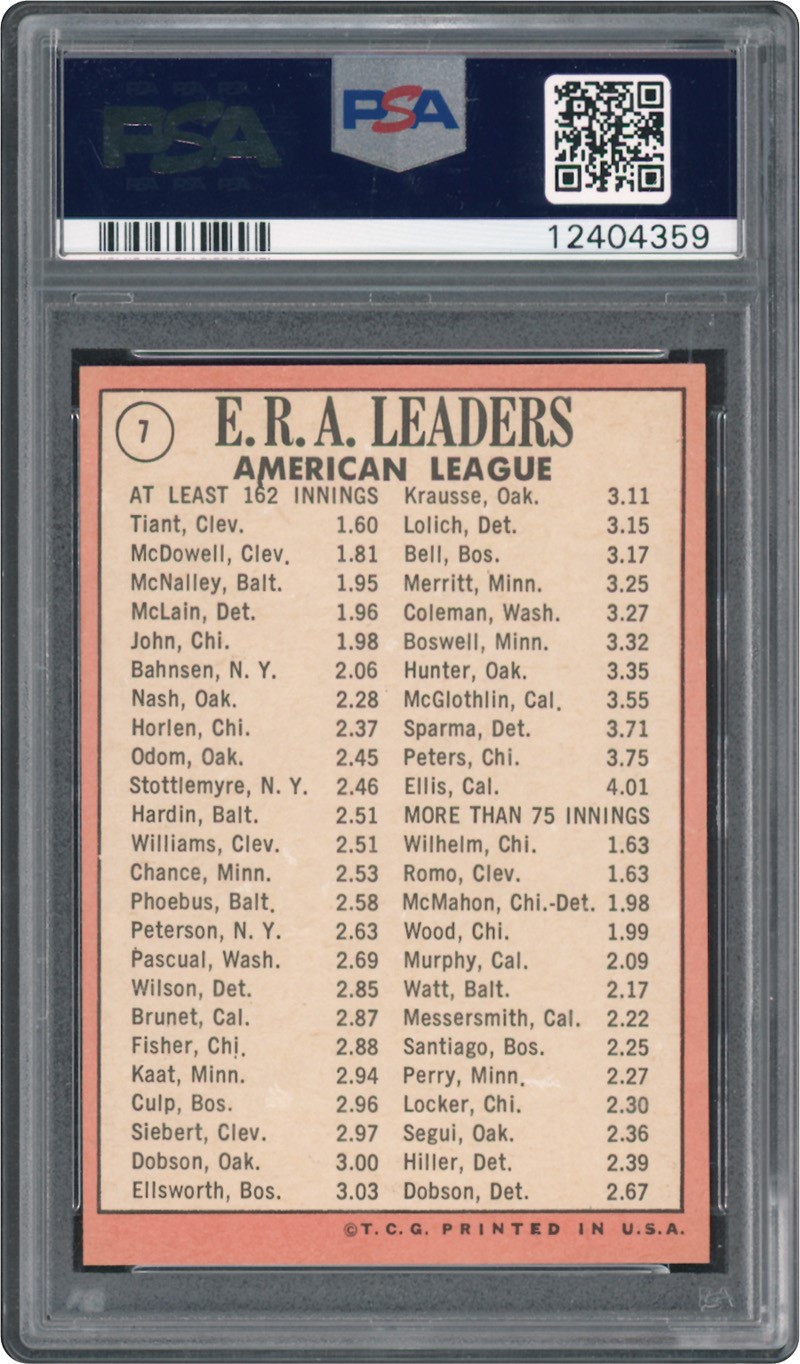 PSA
PSA
12404359
7
E. R. A. LEADERS
AMERICAN LEAGUE
AT LEAST 162 INNINGS
Tiant, Clev. 1.60
McDowell, Clev. 1.81
McNalley, Balt. 1.95
McLain, Det. 1.96
John, Chi. 1.98
Bahnsen, N. Y. 2.06
Nash, Oak. 2.28
Horlen, Chi. 2.37
Odom, Oak. 2.45
Stottlemyre, N. Y. 2.46
Hardin, Balt. 2.51
Williams, Clev. 2.51
Chance, Minn. 2.53
Phoebus, Balt. 2.58
Peterson, N. Y. 2.63
Pascual, Wash. 2.69
Wilson, Det. 2.85
Brunet, Cal. 2.87
Fisher, Chi. 2.88
Kaat, Minn. 2.94
Culp, Bos. 2.96
Siebert, Clev. 2.97
Dobson, Oak. 3.00
Ellsworth, Bos. 3.03
Krausse, Oak. 3.11
Lolich, Det. 3.15
Bell, Bos. 3.17
Merritt, Minn. 3.25
Coleman, Wash. 3.27
Boswell, Minn. 3.32
Hunter, Oak. 3.35
McGlothlin, Cal. 3.55
Sparma, Det. 3.71
Peters, Chi. 3.75
Ellis, Cal. 4.01
MORE THAN 75 INNINGS
Wilhelm, Chi. 1.63
Romo, Clev. 1.63
McMahon, Chi.-Det. 1.98
Wood, Chi. 1.99
Murphy, Cal. 2.09
Watt, Balt. 2.17
Messersmith, Cal. 2.22
Santiago, Bos. 2.25
Perry, Minn. 2.27
Locker, Chi. 2.30
Segui, Oak. 2.36
Hiller, Det. 2.39
Dobson, Det. 2.67
©T. C. G. PRINTED IN U.S.A.
PSA